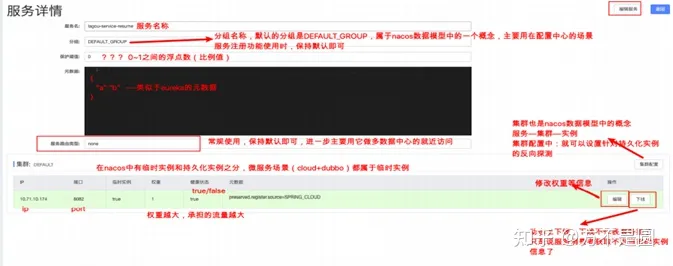 服务详情
编辑服务
返回
服务名: lagou-service-resume 服务名称
分组: DEFAULT_GROUP
分组名称，默认的分组是DEFAULT_GROUP，属于nacos数据模型中的一个概念，主要用在配置中心的场景
服务注册功能使用时，保持默认即可
保护阈值: 0 ？？？ 0~1之间的浮点数（比例值）
元数据:
{
"a":"b" ----类似于eureka的元数据
}
服务路由类型: none
常规使用，保持默认即可，进一步主要用它做多数据中心的就近访问
集群也是nacos数据模型中的概念
服务—集群—实例
集群配置中：就可以设置针对持久化实例
的反向探测
集群: DEFAULT
在nacos中有临时实例和持久化实例之分，微服务场景（cloud+dubbo）都属于临时实例
集群配置
IP 端口 临时实例 权重 健康状态 元数据 操作
true/false
修改权重等信息
true 1 true preserved.register.source=SPRING_CLOUD 编辑 下线
ip port
权重越大，承担的流量越大
信息了